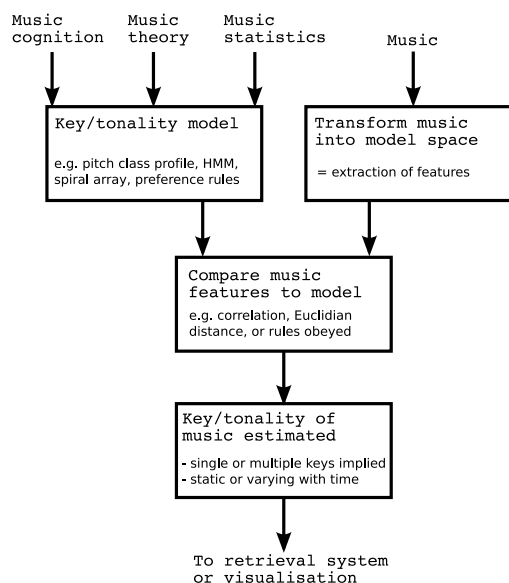 Music
cognition
Music
theory
Music
statistics
Music
Key/tonality model
e.g. pitch class profile, HMM,
spiral array, preference rules
Transform music
into model space
= extraction of features
Compare music
features to model
e.g. correlation, Euclidian
distance, or rules obeyed
Key/tonality of
music estimated
- single or multiple keys implied
- static or varying with time
To retrieval system
or visualisation